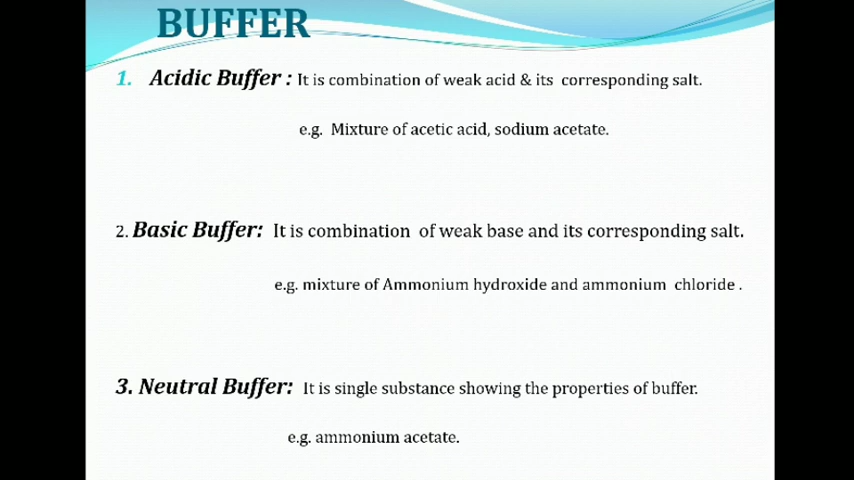 BUFFER
1. Acidic Buffer : It is combination of weak acid & its corresponding salt.
e.g. Mixture of acetic acid, sodium acetate.
2. Basic Buffer: It is combination of weak base and its corresponding salt.
e.g. mixture of Ammonium hydroxide and ammonium chloride .
3. Neutral Buffer: It is single substance showing the properties of buffer.
e.g. ammonium acetate.